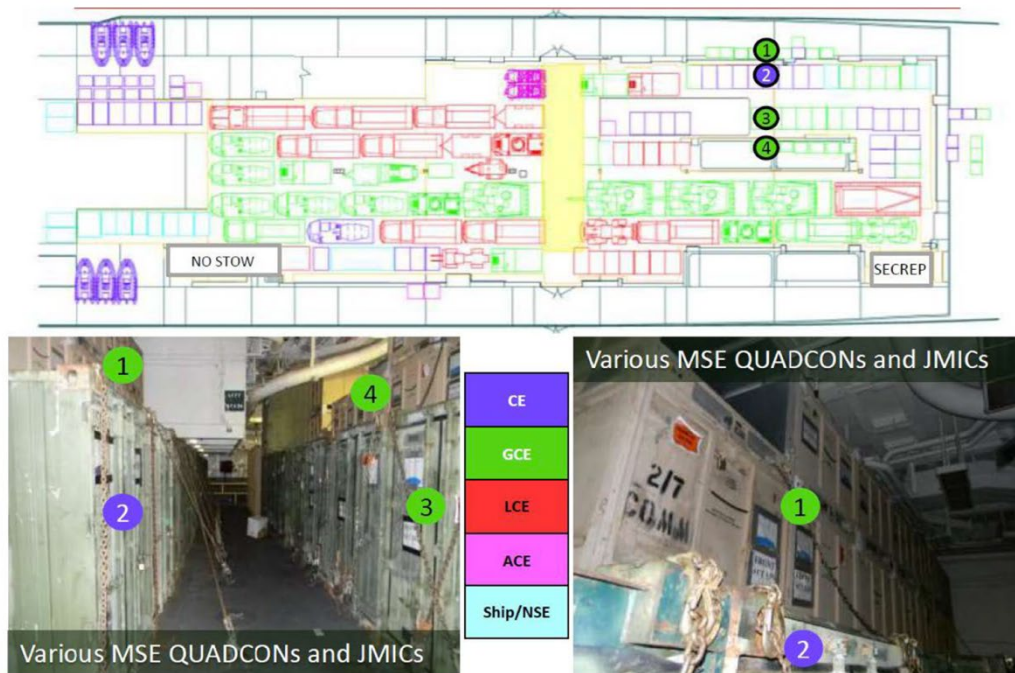 1
2
3
4
NO STOW
SECREP
1
4
2
3
Various MSE QUADCONs and JMICs
CE
GCE
LCE
ACE
Ship/NSE
Various MSE QUADCONs and JMICs
2/7
COMM
1
2